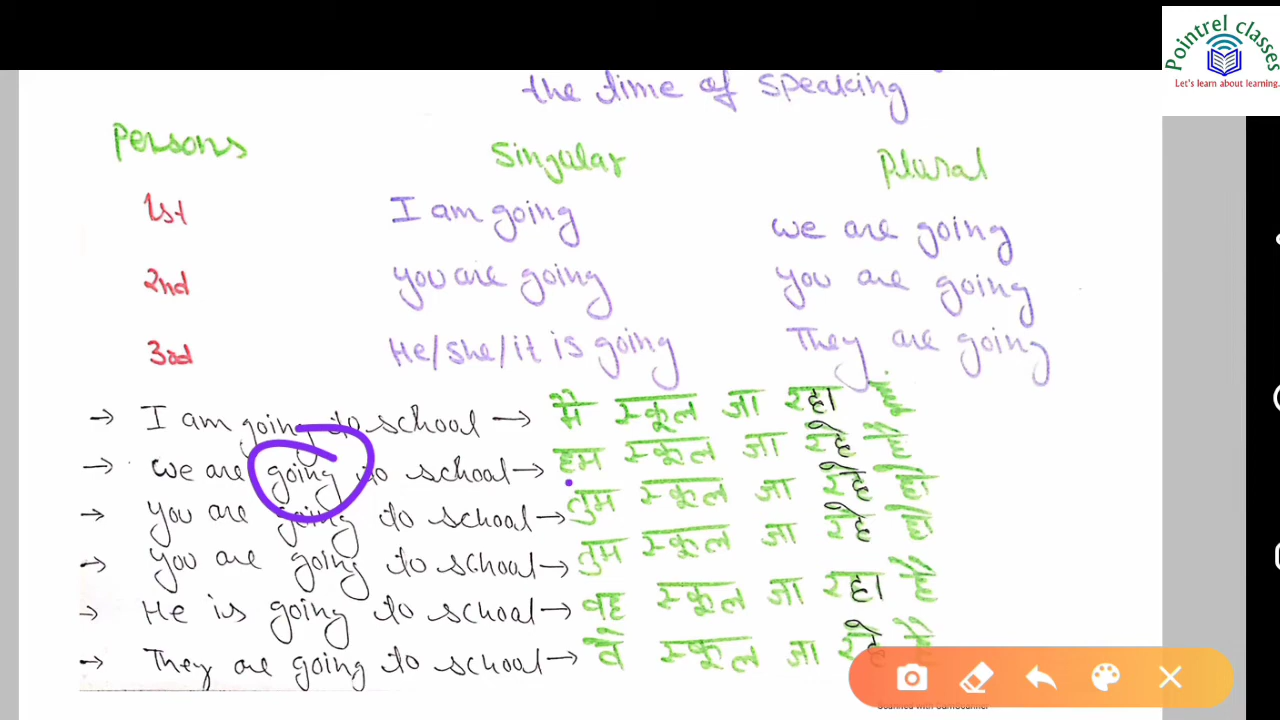 Pointrel classes
Let's learn about learning.
the time of speaking
Persons Singular Plural
1st I am going we are going
2nd you are going you are going
3rd He/she/it is going They are going
→ I am going to school → मै स्कूल जा रहा हूँ
→ we are going to school → हम स्कूल जा रहे है
→ you are going to school → तुम स्कूल जा रहे हो
→ you are going to school → तुम स्कूल जा रहे हो
→ He is going to school → वह स्कूल जा रहा है
→ They are going to school → वे स्कूल जा रहे है